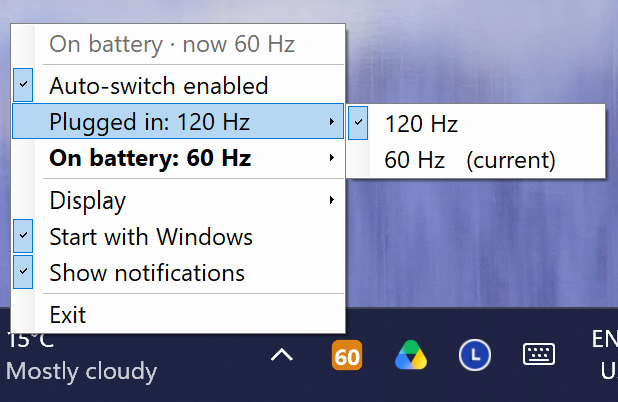 On battery · now 60 Hz
Auto-switch enabled
Plugged in: 120 Hz
120 Hz
On battery: 60 Hz
60 Hz (current)
Display
Start with Windows
Show notifications
Exit
15°C
Mostly cloudy
60
L
EN
U